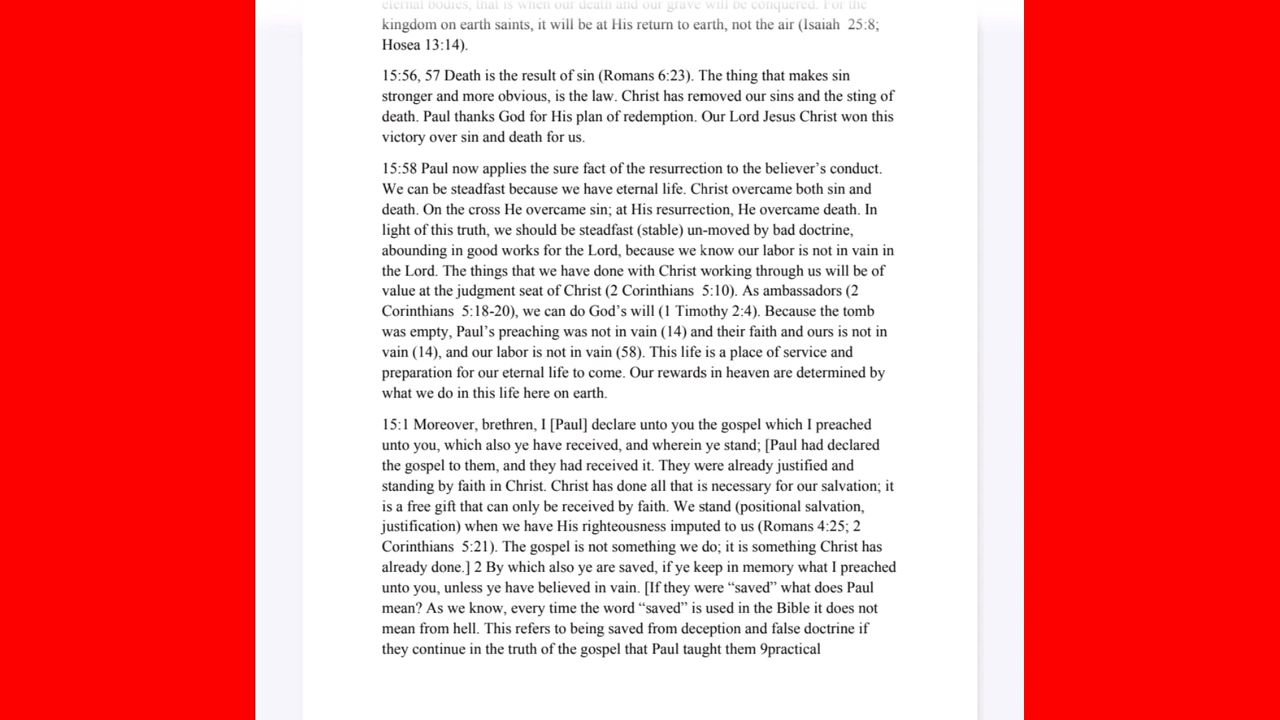 eternal bodies, that is when our death and our grave will be conquered. For the
kingdom on earth saints, it will be at His return to earth, not the air (Isaiah  25:8;
Hosea 13:14).
15:56, 57 Death is the result of sin (Romans 6:23). The thing that makes sin
stronger and more obvious, is the law. Christ has removed our sins and the sting of
death. Paul thanks God for His plan of redemption. Our Lord Jesus Christ won this
victory over sin and death for us.
15:58 Paul now applies the sure fact of the resurrection to the believer’s conduct.
We can be steadfast because we have eternal life. Christ overcame both sin and
death. On the cross He overcame sin; at His resurrection, He overcame death. In
light of this truth, we should be steadfast (stable) un-moved by bad doctrine,
abounding in good works for the Lord, because we know our labor is not in vain in
the Lord. The things that we have done with Christ working through us will be of
value at the judgment seat of Christ (2 Corinthians  5:10). As ambassadors (2
Corinthians  5:18-20), we can do God’s will (1 Timothy 2:4). Because the tomb
was empty, Paul’s preaching was not in vain (14) and their faith and ours is not in
vain (14), and our labor is not in vain (58). This life is a place of service and
preparation for our eternal life to come. Our rewards in heaven are determined by
what we do in this life here on earth.
15:1 Moreover, brethren, I [Paul] declare unto you the gospel which I preached
unto you, which also ye have received, and wherein ye stand; [Paul had declared
the gospel to them, and they had received it. They were already justified and
standing by faith in Christ. Christ has done all that is necessary for our salvation; it
is a free gift that can only be received by faith. We stand (positional salvation,
justification) when we have His righteousness imputed to us (Romans 4:25; 2
Corinthians  5:21). The gospel is not something we do; it is something Christ has
already done.] 2 By which also ye are saved, if ye keep in memory what I preached
unto you, unless ye have believed in vain. [If they were “saved” what does Paul
mean? As we know, every time the word “saved” is used in the Bible it does not
mean from hell. This refers to being saved from deception and false doctrine if
they continue in the truth of the gospel that Paul taught them 9practical